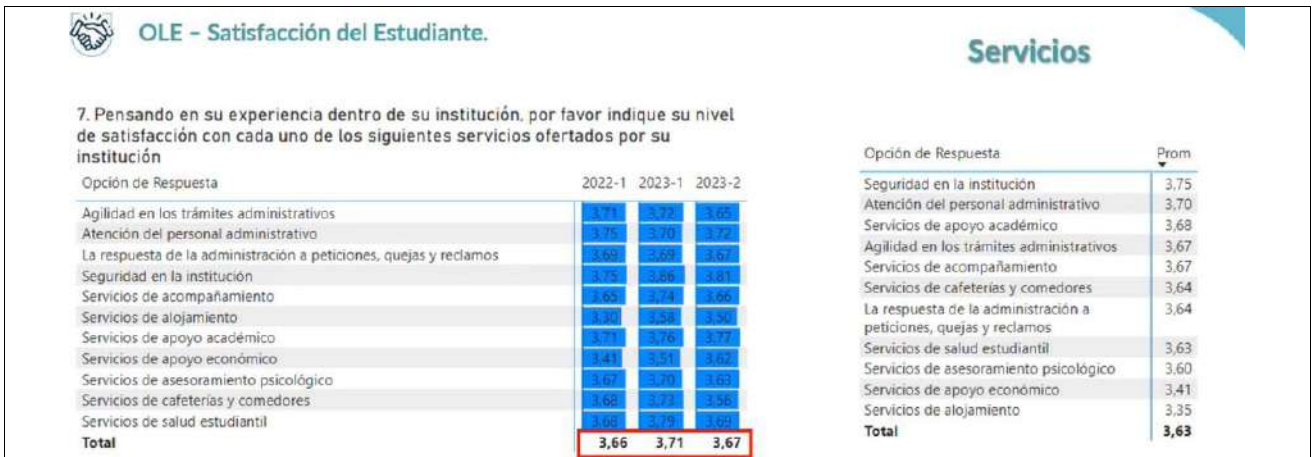 OLE – Satisfacción del Estudiante.
Servicios
7. Pensando en su experiencia dentro de su institución, por favor indique su nivel
de satisfacción con cada uno de los siguientes servicios ofertados por su
institución
Opción de Respuesta 2022-1 2023-1 2023-2
Agilidad en los trámites administrativos 3,71 3,72 3,65
Atención del personal administrativo 3,75 3,70 3,72
La respuesta de la administración a peticiones, quejas y reclamos 3,69 3,69 3,67
Seguridad en la institución 3,75 3,86 3,81
Servicios de acompañamiento 3,65 3,74 3,66
Servicios de alojamiento 3,30 3,58 3,50
Servicios de apoyo académico 3,71 3,76 3,77
Servicios de apoyo económico 3,41 3,51 3,62
Servicios de asesoramiento psicológico 3,67 3,70 3,63
Servicios de cafeterías y comedores 3,68 3,73 3,56
Servicios de salud estudiantil 3,68 3,79 3,69
Total 3,66 3,71 3,67
Opción de Respuesta Prom
Seguridad en la institución 3,75
Atención del personal administrativo 3,70
Servicios de apoyo académico 3,68
Agilidad en los trámites administrativos 3,67
Servicios de acompañamiento 3,67
Servicios de cafeterías y comedores 3,64
La respuesta de la administración a 3,64
peticiones, quejas y reclamos
Servicios de salud estudiantil 3,63
Servicios de asesoramiento psicológico 3,60
Servicios de apoyo económico 3,41
Servicios de alojamiento 3,35
Total 3,63